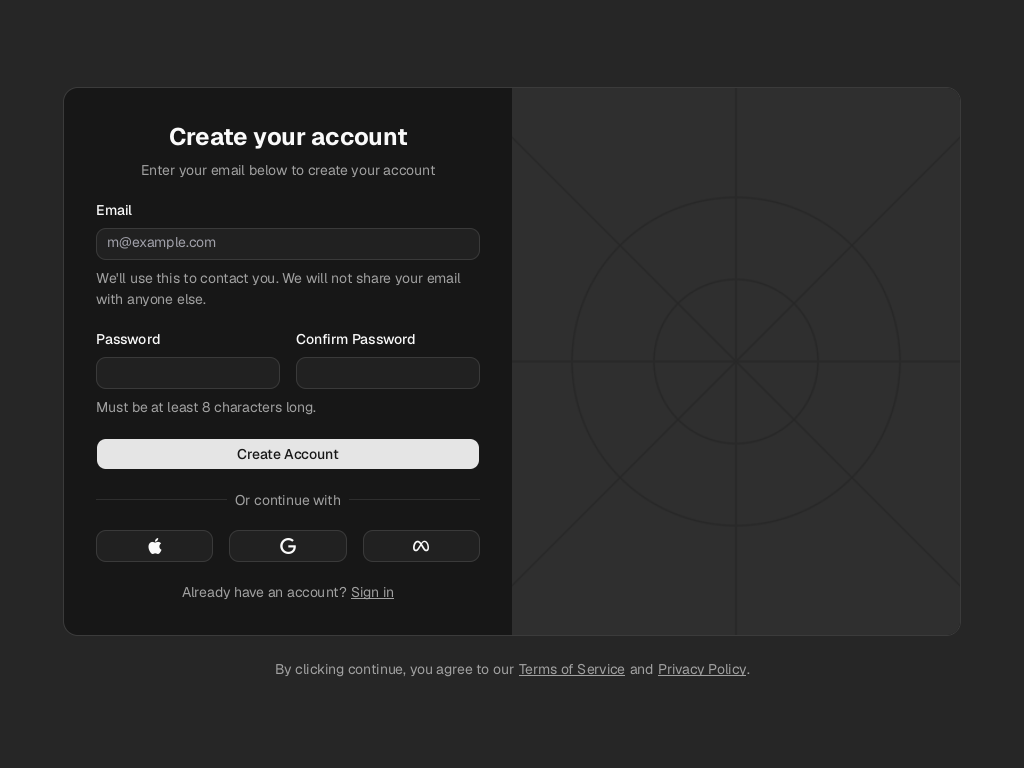 Create your account
Enter your email below to create your account
Email
m@example.com
We'll use this to contact you. We will not share your email
with anyone else.
Password
Confirm Password
Must be at least 8 characters long.
Create Account
Or continue with
Already have an account? Sign in
By clicking continue, you agree to our Terms of Service and Privacy Policy.